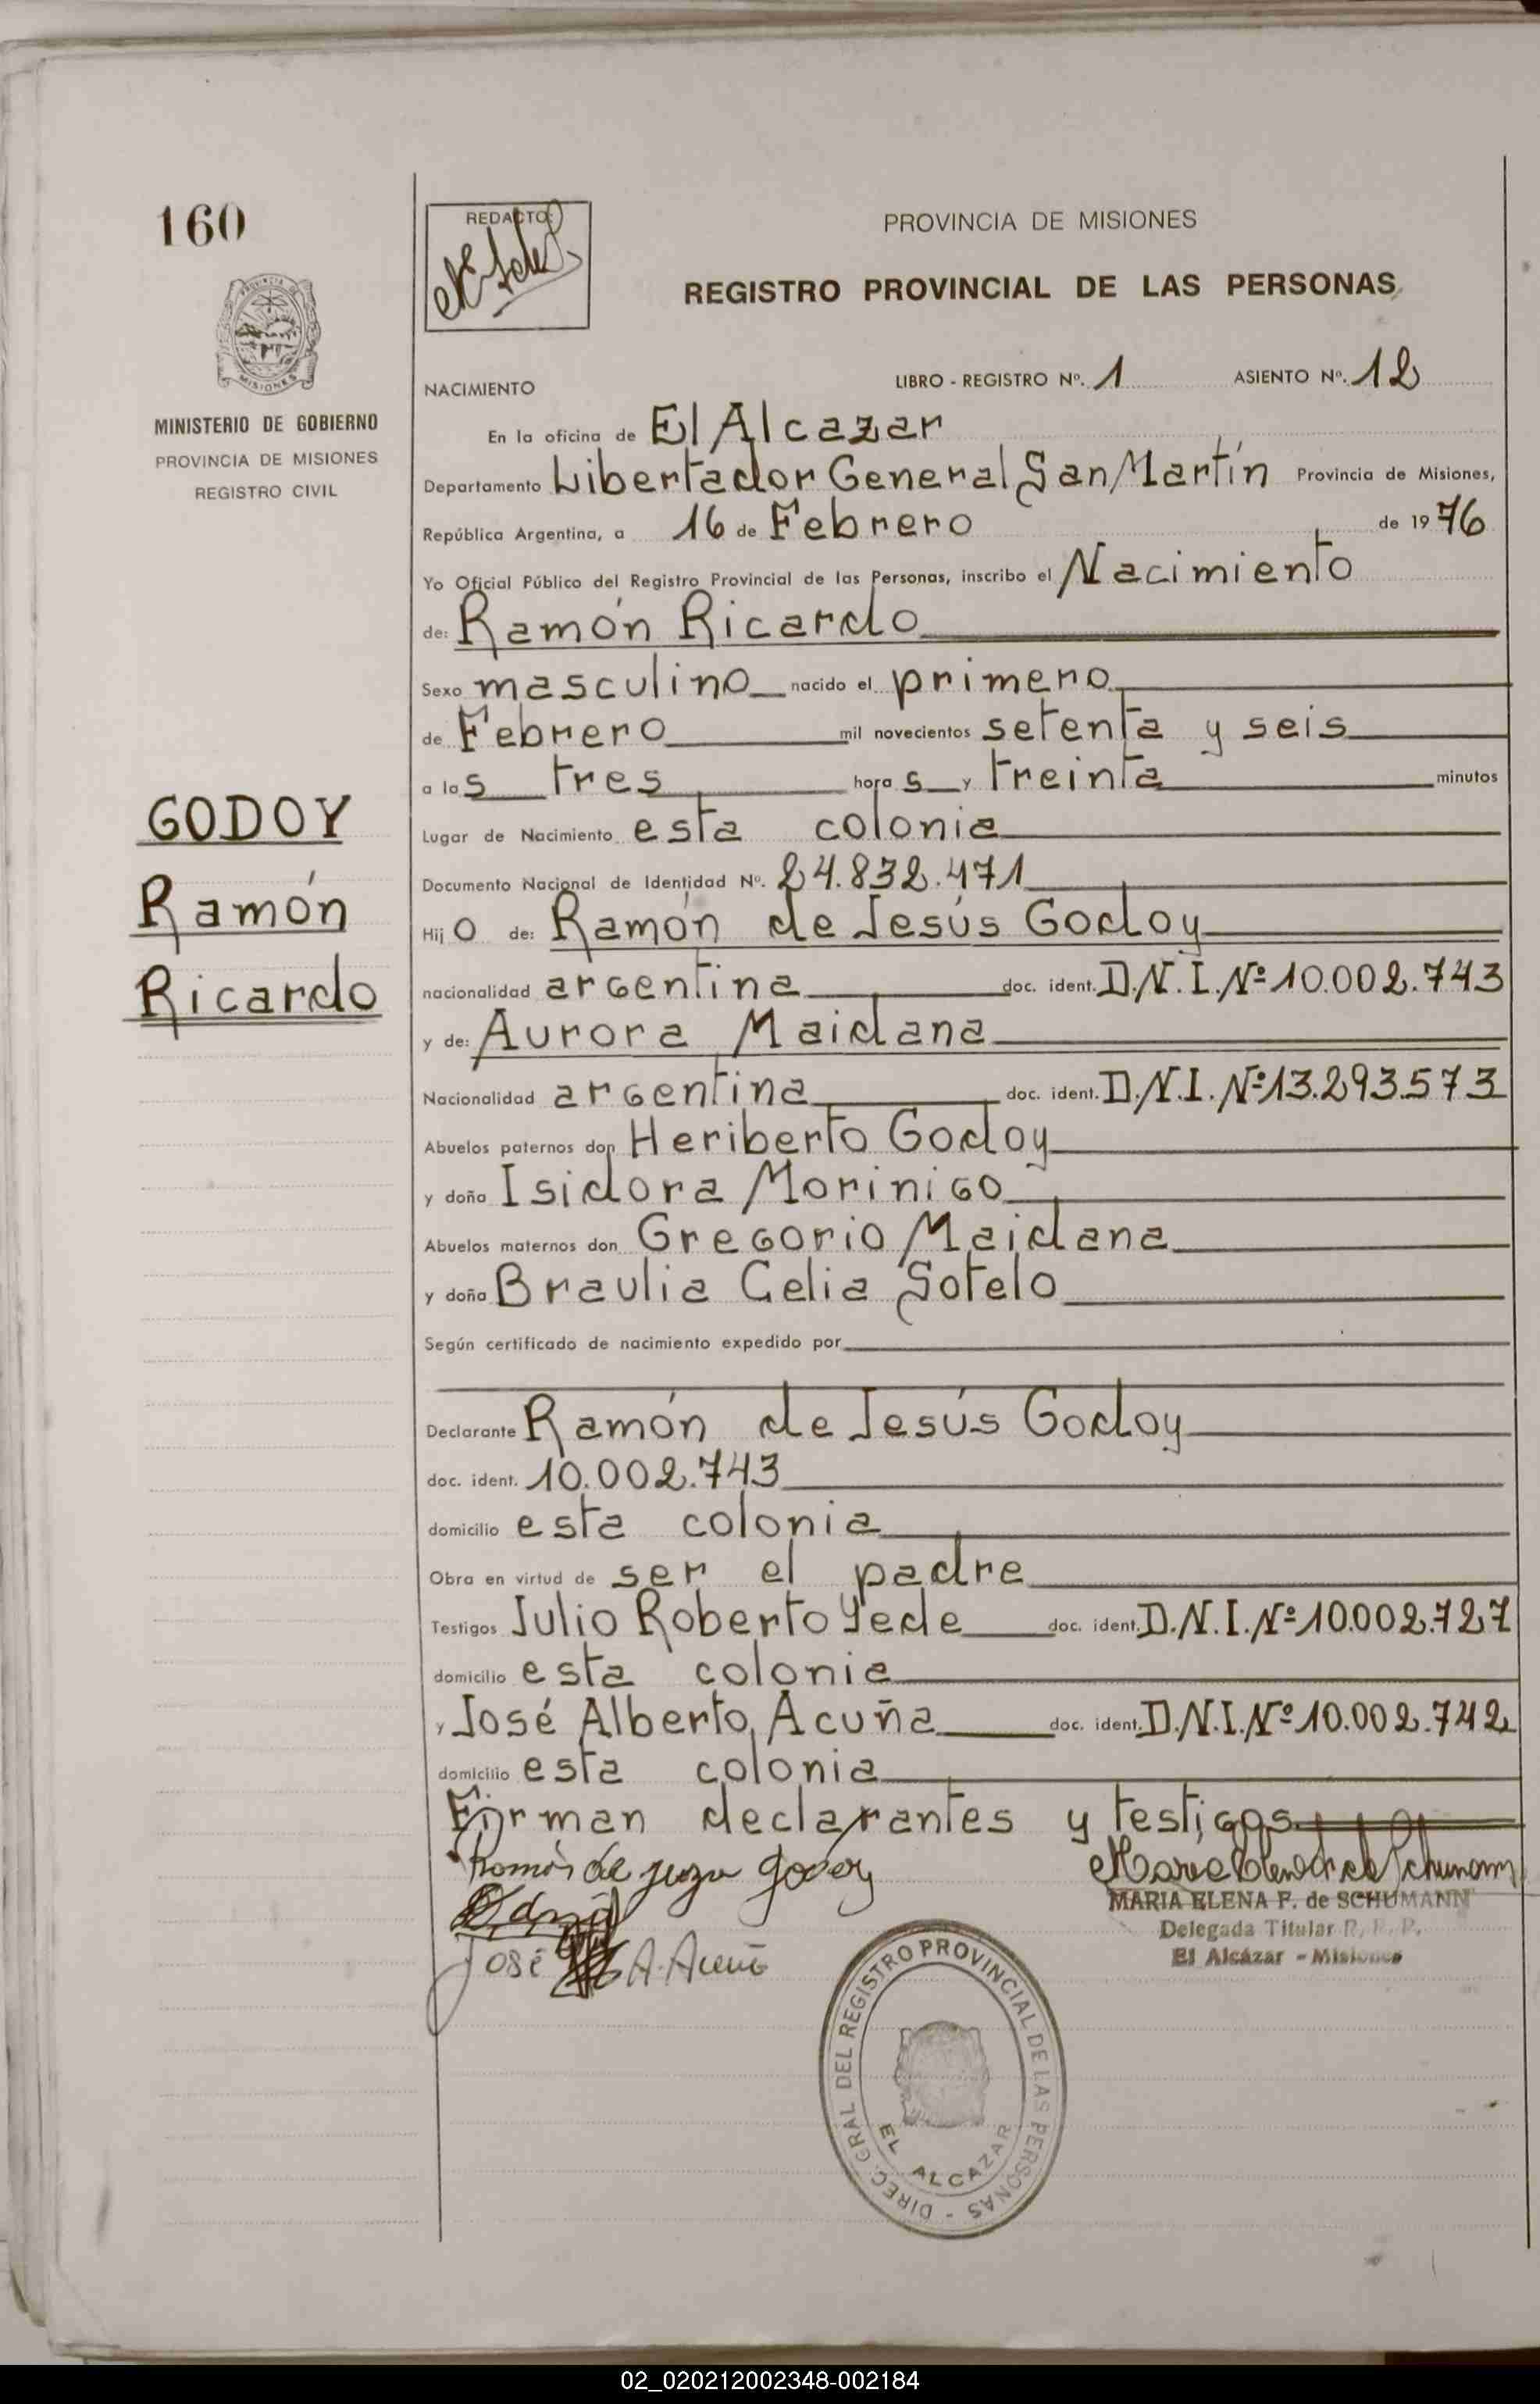 160
MISIONES
MINISTERIO DE GOBIERNO
PROVINCIA DE MISIONES
REGISTRO CIVIL
GODOY
Ramón
Ricardo
REDACTO:
PROVINCIA DE MISIONES
REGISTRO PROVINCIAL DE LAS PERSONAS
NACIMIENTO LIBRO - REGISTRO Nº. 1 ASIENTO Nº. 12
En la oficina de El Alcazar
Departamento Libertador General San Martín Provincia de Misiones,
República Argentina, a 16 de Febrero de 1976
Yo Oficial Público del Registro Provincial de las Personas, inscribo el Nacimiento
de: Ramón Ricardo
Sexo masculino nacido el primero
de Febrero mil novecientos setenta y seis
a las tres horas y treinta minutos
Lugar de Nacimiento esta colonia
Documento Nacional de Identidad Nº. 24.832.471
Hijo de: Ramón de Jesús Godoy
nacionalidad argentina doc. ident. D.N.I. Nº 10.002.743
y de: Aurora Maidana
Nacionalidad argentina doc. ident. D.N.I. Nº 13.293.573
Abuelos paternos don Heriberto Godoy
y doña Isidora Morinigo
Abuelos maternos don Gregorio Maidana
y doña Braulia Celia Sotelo
Según certificado de nacimiento expedido por
Declarante Ramón de Jesús Godoy
doc. ident. 10.002.743
domicilio esta colonia
Obra en virtud de ser el padre
Testigos Julio Roberto Yede doc. ident. D.N.I. Nº 10.002.727
domicilio esta colonia
y José Alberto Acuña doc. ident. D.N.I. Nº 10.002.742
domicilio esta colonia
Firman declarantes y testigos
Ramón de Godoy
José A. Acuña
MARIA ELENA F. de SCHUMANN
Delegada Titular R. P. P.
El Alcázar - Misiones
DIREC. GRAL DEL REGISTRO PROVINCIAL DE LAS PERSONAS -
EL ALCAZAR
02_020212002348-002184